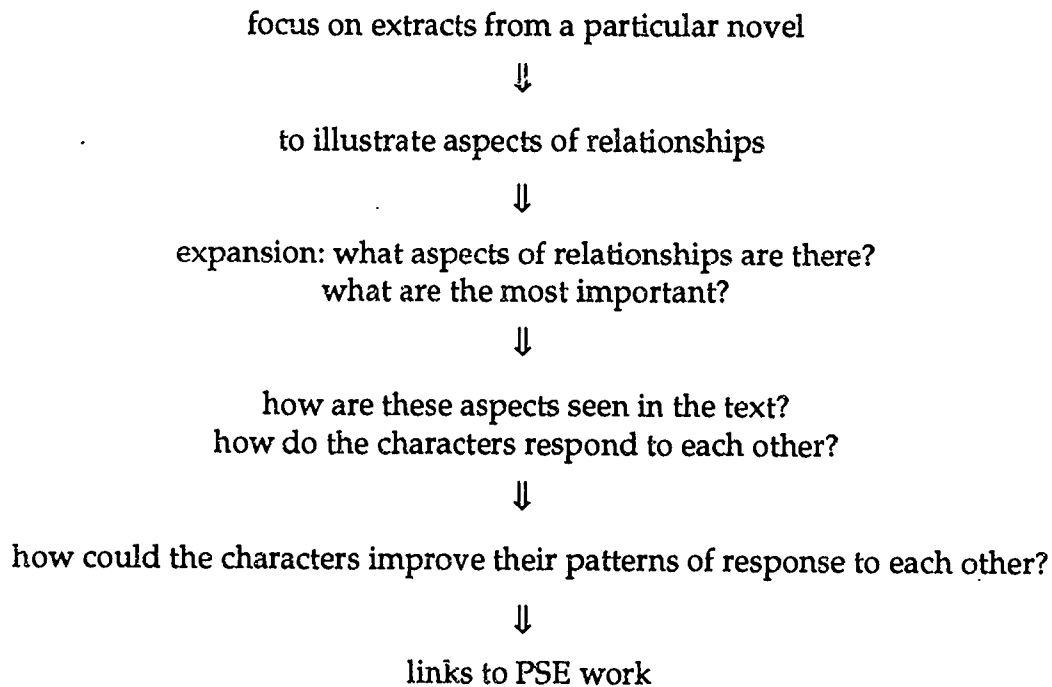 focus on extracts from a particular novel
⇓
to illustrate aspects of relationships
⇓
expansion: what aspects of relationships are there?
what are the most important?
⇓
how are these aspects seen in the text?
how do the characters respond to each other?
⇓
how could the characters improve their patterns of response to each other?
⇓
links to PSE work